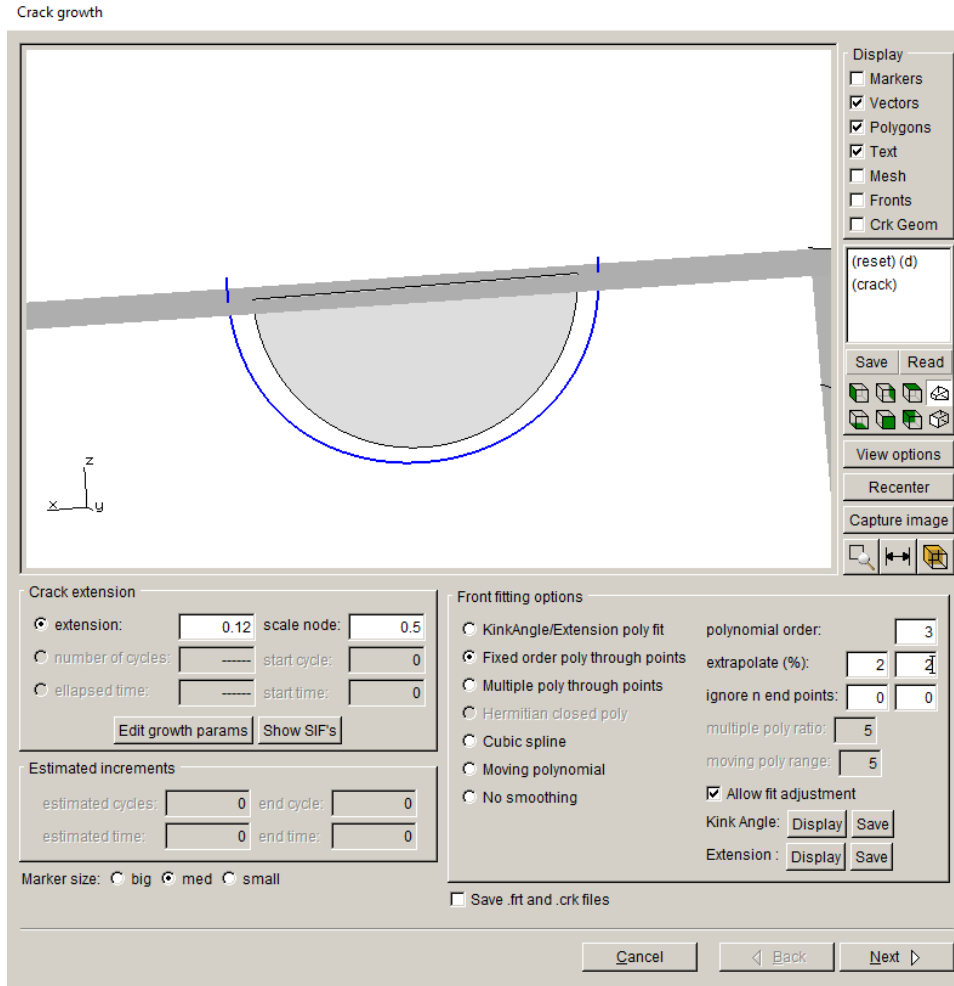 Crack growth
Display
Markers
Vectors
Polygons
Text
Mesh
Fronts
Crk Geom
(reset) (d)
(crack)
Save Read
View options
Recenter
Capture image
z
x y
Crack extension
extension: 0.12 scale node: 0.5
number of cycles: ------ start cycle: 0
ellapsed time: ------ start time: 0
Edit growth params Show SIF's
Estimated increments
estimated cycles: 0 end cycle: 0
estimated time: 0 end time: 0
Marker size: big med small
Front fitting options
KinkAngle/Extension poly fit
Fixed order poly through points
Multiple poly through points
Hermitian closed poly
Cubic spline
Moving polynomial
No smoothing
polynomial order: 3
extrapolate (%): 2 2
ignore n end points: 0 0
multiple poly ratio: 5
moving poly range: 5
Allow fit adjustment
Kink Angle: Display Save
Extension : Display Save
Save .frt and .crk files
Cancel Back Next